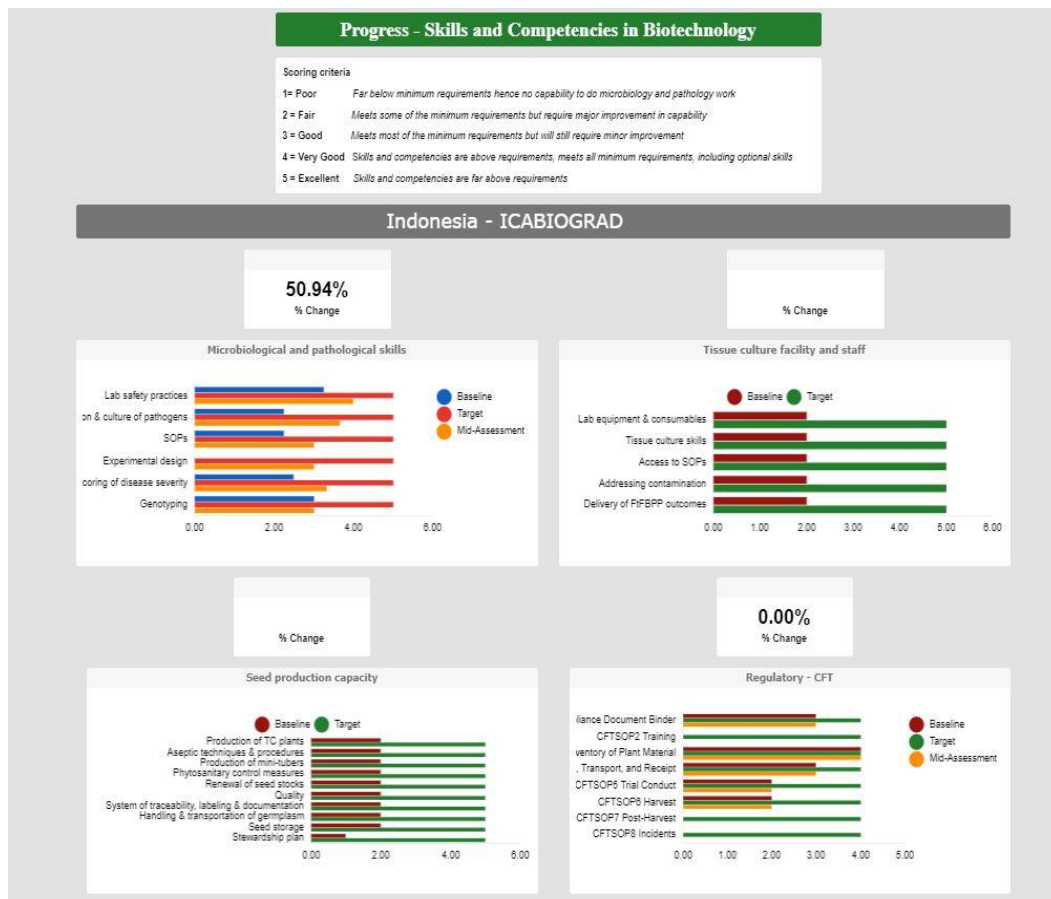 Progress - Skills and Competencies in Biotechnology
Scoring criteria
1= Poor Far below minimum requirements hence no capability to do microbiology and pathology work
2 = Fair Meets some of the minimum requirements but require major improvement in capability
3 = Good Meets most of the minimum requirements but will still require minor improvement
4 = Very Good Skills and competencies are above requirements, meets all minimum requirements, including optional skills
5 = Excellent Skills and competencies are far above requirements
Indonesia - ICABIOGRAD
50.94%
% Change
% Change
Microbiological and pathological skills
Lab safety practices
on & culture of pathogens
SOPs
Experimental design
coring of disease severity
Genotyping
0.00 2.00 4.00 6.00
Baseline
Target
Mid-Assessment
Tissue culture facility and staff
Baseline Target
Lab equipment & consumables
Tissue culture skills
Access to SOPs
Addressing contamination
Delivery of FtFBPP outcomes
0.00 1.00 2.00 3.00 4.00 5.00 6.00
% Change
0.00%
% Change
Seed production capacity
Baseline Target
Production of TC plants
Aseptic techniques & procedures
Production of mini-tubers
Phytosanitary control measures
Renewal of seed stocks
Quality
System of traceability, labeling & documentation
Handling & transportation of germplasm
Seed storage
Stewardship plan
0.00 2.00 4.00 6.00
Regulatory - CFT
liance Document Binder
CFTSOP2 Training
ventory of Plant Material
, Transport, and Receipt
CFTSOP5 Trial Conduct
CFTSOP6 Harvest
CFTSOP7 Post-Harvest
CFTSOP8 Incidents
0.00 1.00 2.00 3.00 4.00 5.00
Baseline
Target
Mid-Assessment